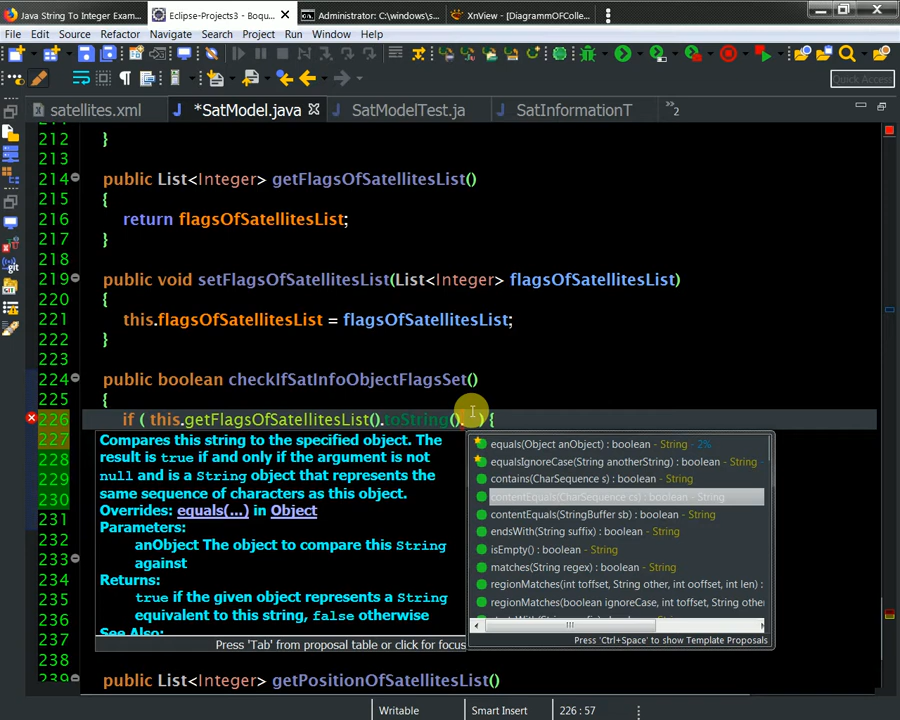 Java String To Integer Exam...
Eclipse-Projects3 - Boqu...
Administrator: C:\windows\s...
XnView - [DiagrammOfColle...
File Edit Source Refactor Navigate Search Project Run Window Help
Quick Access
satellites.xml
*SatModel.java
SatModelTest.ja
SatInformationT
»2
212 }
213
214 public List<Integer> getFlagsOfSatellitesList()
215 {
216 return flagsOfSatellitesList;
217 }
218
219 public void setFlagsOfSatellitesList(List<Integer> flagsOfSatellitesList)
220 {
221 this.flagsOfSatellitesList = flagsOfSatellitesList;
222 }
223
224 public boolean checkIfSatInfoObjectFlagsSet()
225 {
226 if ( this.getFlagsOfSatellitesList().toString(). ) {
227
228
229
230
231
232
233
234
235
236
237
238
239 public List<Integer> getPositionOfSatellitesList()
Compares this string to the specified object. The
result is true if and only if the argument is not
null and is a String object that represents the
same sequence of characters as this object.
Overrides: equals(...) in Object
Parameters:
anObject The object to compare this String
against
Returns:
true if the given object represents a String
equivalent to this string, false otherwise
See Also:
Press 'Tab' from proposal table or click for focus
equals(Object anObject) : boolean - String - 2%
equalsIgnoreCase(String anotherString) : boolean - String -
contains(CharSequence s) : boolean - String
contentEquals(CharSequence cs) : boolean - String
contentEquals(StringBuffer sb) : boolean - String
endsWith(String suffix) : boolean - String
isEmpty() : boolean - String
matches(String regex) : boolean - String
regionMatches(int toffset, String other, int ooffset, int len) :
regionMatches(boolean ignoreCase, int toffset, String othe
Press 'Ctrl+Space' to show Template Proposals
Writable
Smart Insert
226 : 57